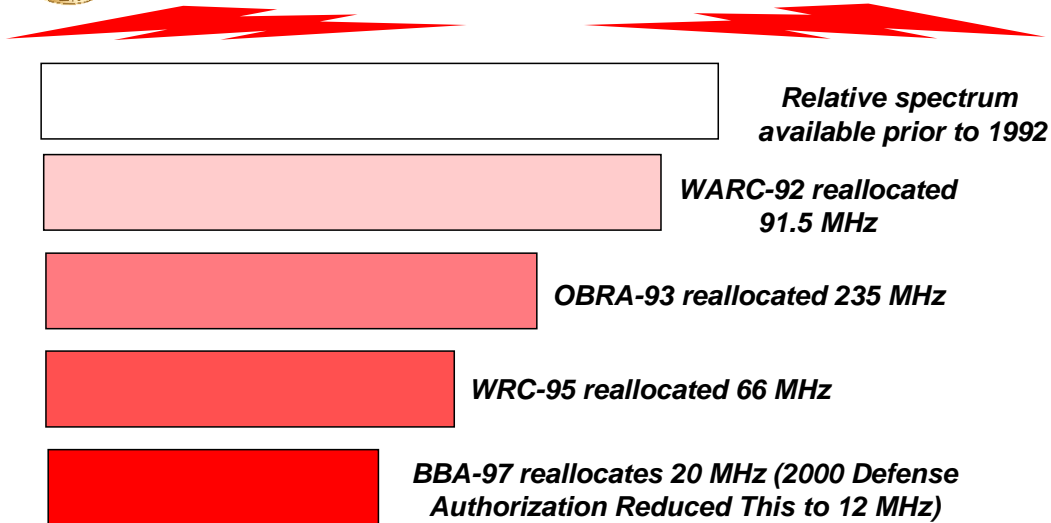 Relative spectrum
available prior to 1992
WARC-92 reallocated
91.5 MHz
OBRA-93 reallocated 235 MHz
WRC-95 reallocated 66 MHz
BBA-97 reallocates 20 MHz (2000 Defense
Authorization Reduced This to 12 MHz)